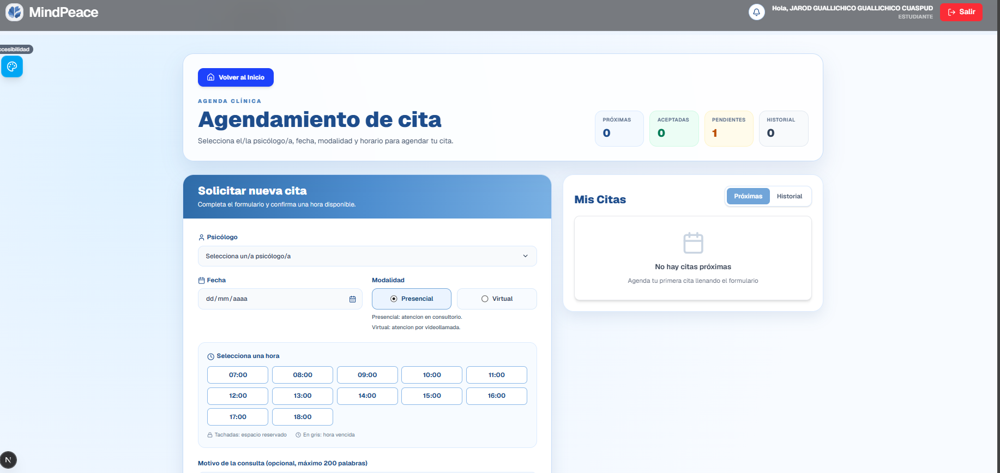 MindPeace
Hola, JAROD GUALLICHICO GUALLICHICO CUASPUD
ESTUDIANTE
Salir
ccesibilidad
Volver al Inicio
AGENDA CLÍNICA
Agendamiento de cita
Selecciona el/la psicólogo/a, fecha, modalidad y horario para agendar tu cita.
PRÓXIMAS
0
ACEPTADAS
0
PENDIENTES
1
HISTORIAL
0
Solicitar nueva cita
Completa el formulario y confirma una hora disponible.
Psicólogo
Selecciona un/a psicólogo/a
Fecha
dd/mm/aaaa
Modalidad
Presencial
Virtual
Presencial: atencion en consultorio.
Virtual: atencion por videollamada.
Selecciona una hora
07:00 08:00 09:00 10:00 11:00
12:00 13:00 14:00 15:00 16:00
17:00 18:00
Tachadas: espacio reservado En gris: hora vencida
Motivo de la consulta (opcional, máximo 200 palabras)
Mis Citas
Próximas Historial
No hay citas próximas
Agenda tu primera cita llenando el formulario
N